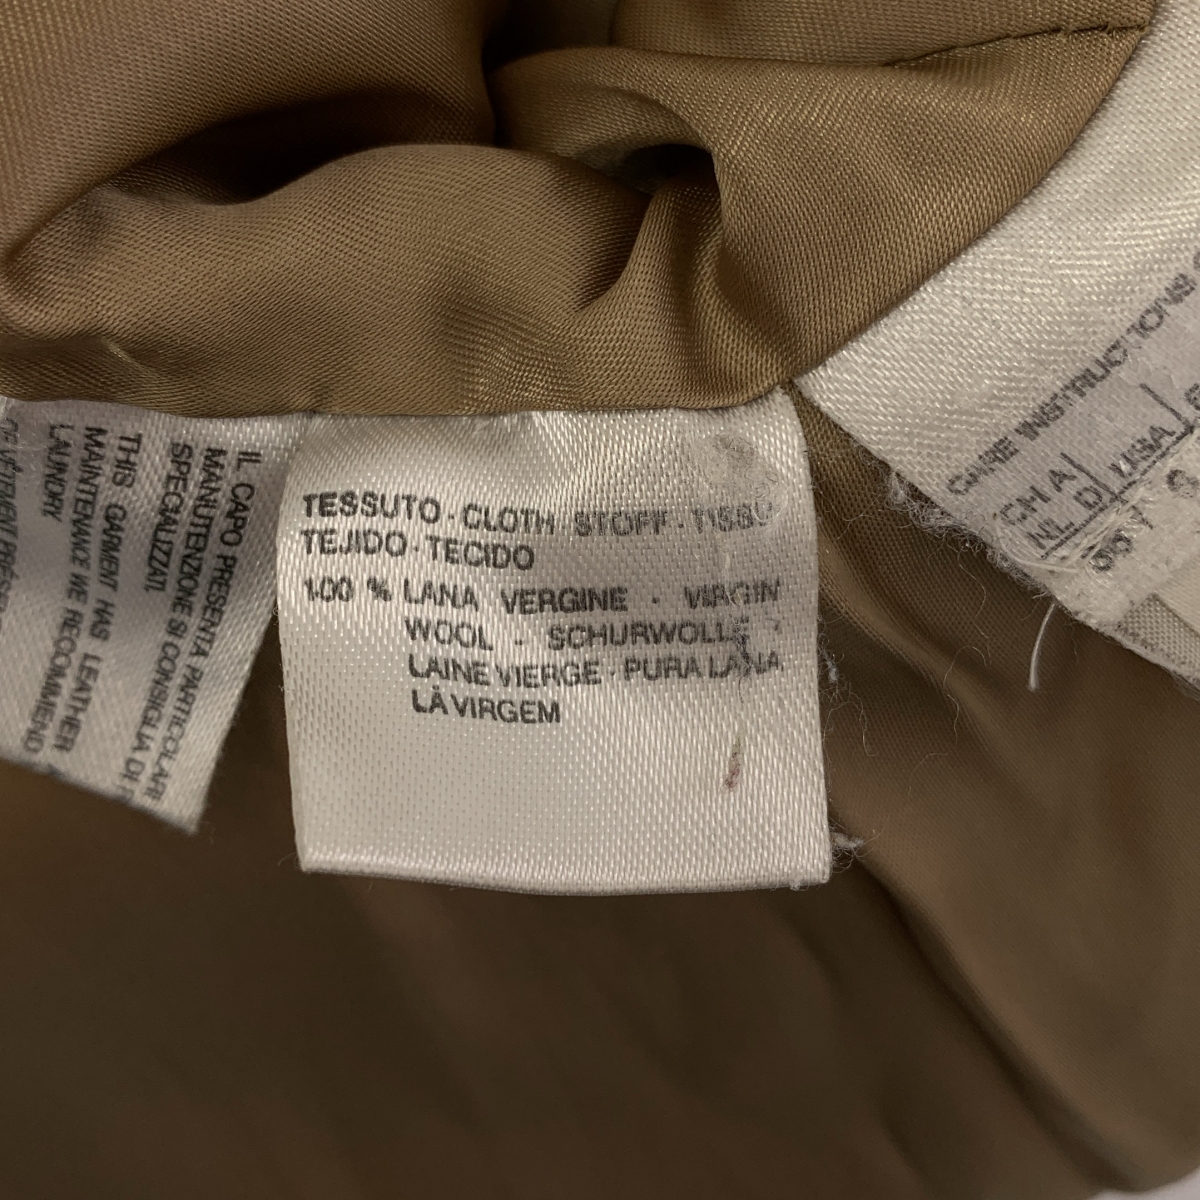 TESSUTO · CLOTH STOFF · TISSU
TEJIDO · TECIDO
100 % LANA VERGINE - VIRGIN
WOOL - SCHURWOLLE -
LAINE VIERGE · PURA LANA
LÃ VIRGEM
IL CAPO PRESENTA PARTICOLARI
MANUTENZIONE SI CONSIGLIA DI
SPECIALIZZATI
THIS GARMENT HAS LEATHER
MAINTENANCE WE RECOMMEND
LAUNDRY
CARE INSTRUCTIONS
CH A
NL D
USA